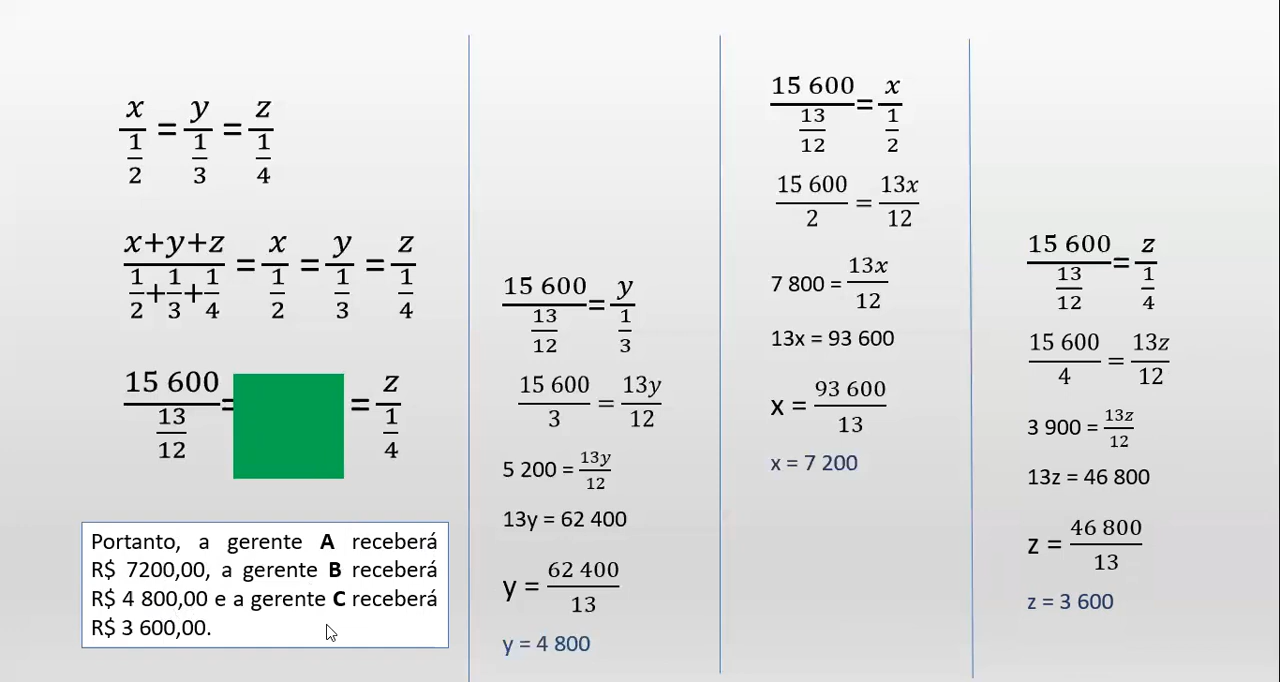 x/(1/2) = y/(1/3) = z/(1/4)
(x+y+z)/(1/2+1/3+1/4) = x/(1/2) = y/(1/3) = z/(1/4)
15 600/(13/12) = = z/(1/4)
Portanto, a gerente A receberá
R$ 7200,00, a gerente B receberá
R$ 4 800,00 e a gerente C receberá
R$ 3 600,00.
15 600/(13/12) = y/(1/3)
15 600/3 = 13y/12
5 200 = 13y/12
13y = 62 400
y = 62 400/13
y = 4 800
15 600/(13/12) = x/(1/2)
15 600/2 = 13x/12
7 800 = 13x/12
13x = 93 600
x = 93 600/13
x = 7 200
15 600/(13/12) = z/(1/4)
15 600/4 = 13z/12
3 900 = 13z/12
13z = 46 800
z = 46 800/13
z = 3 600